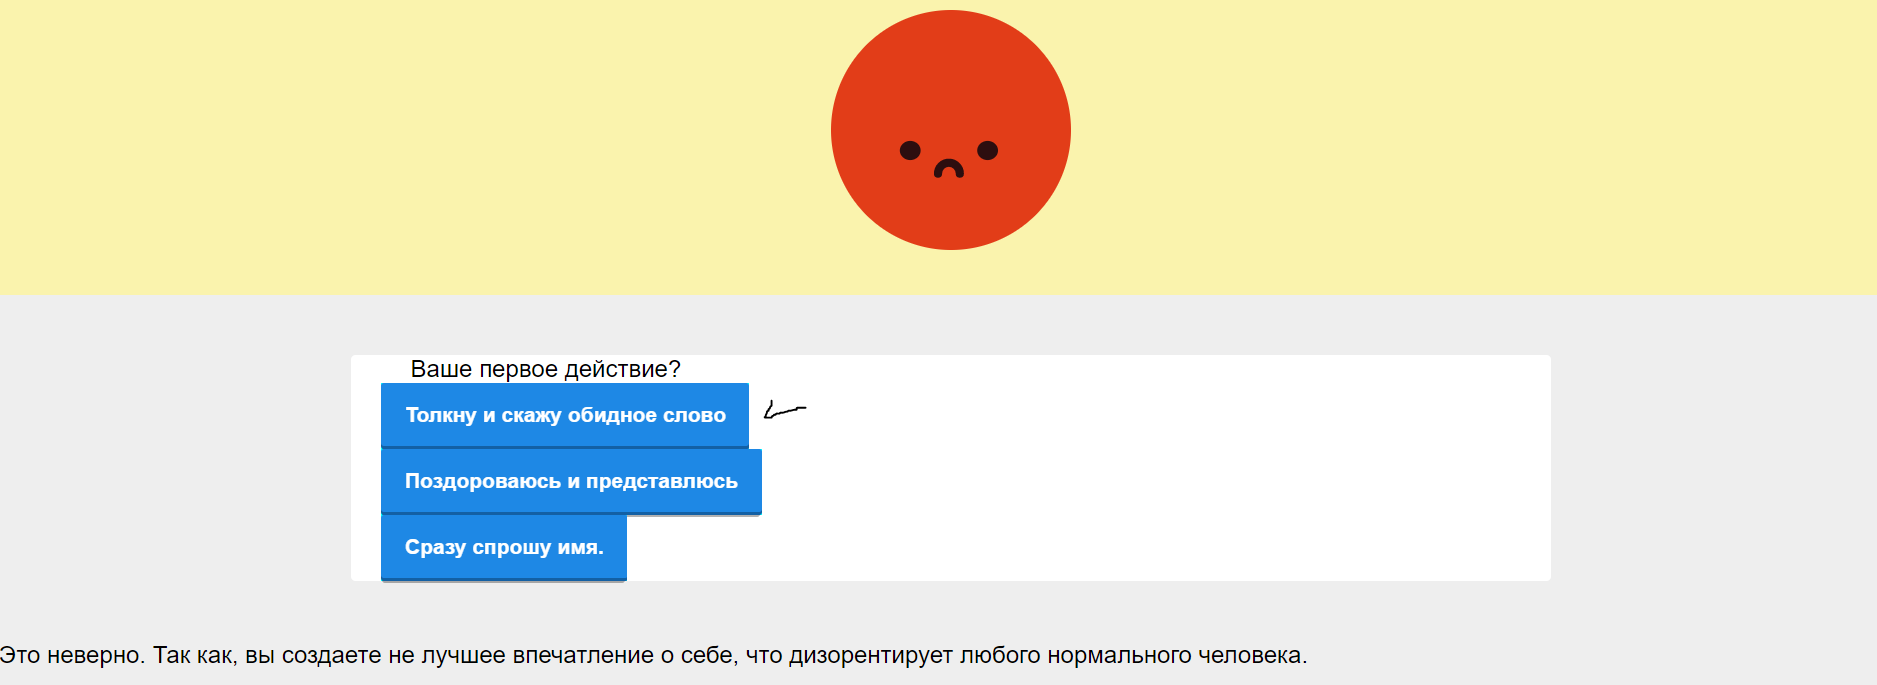 Ваше первое действие?
Толкну и скажу обидное слово
Поздороваюсь и представлюсь
Сразу спрошу имя.
Это неверно. Так как, вы создаете не лучшее впечатление о себе, что дизорентирует любого нормального человека.